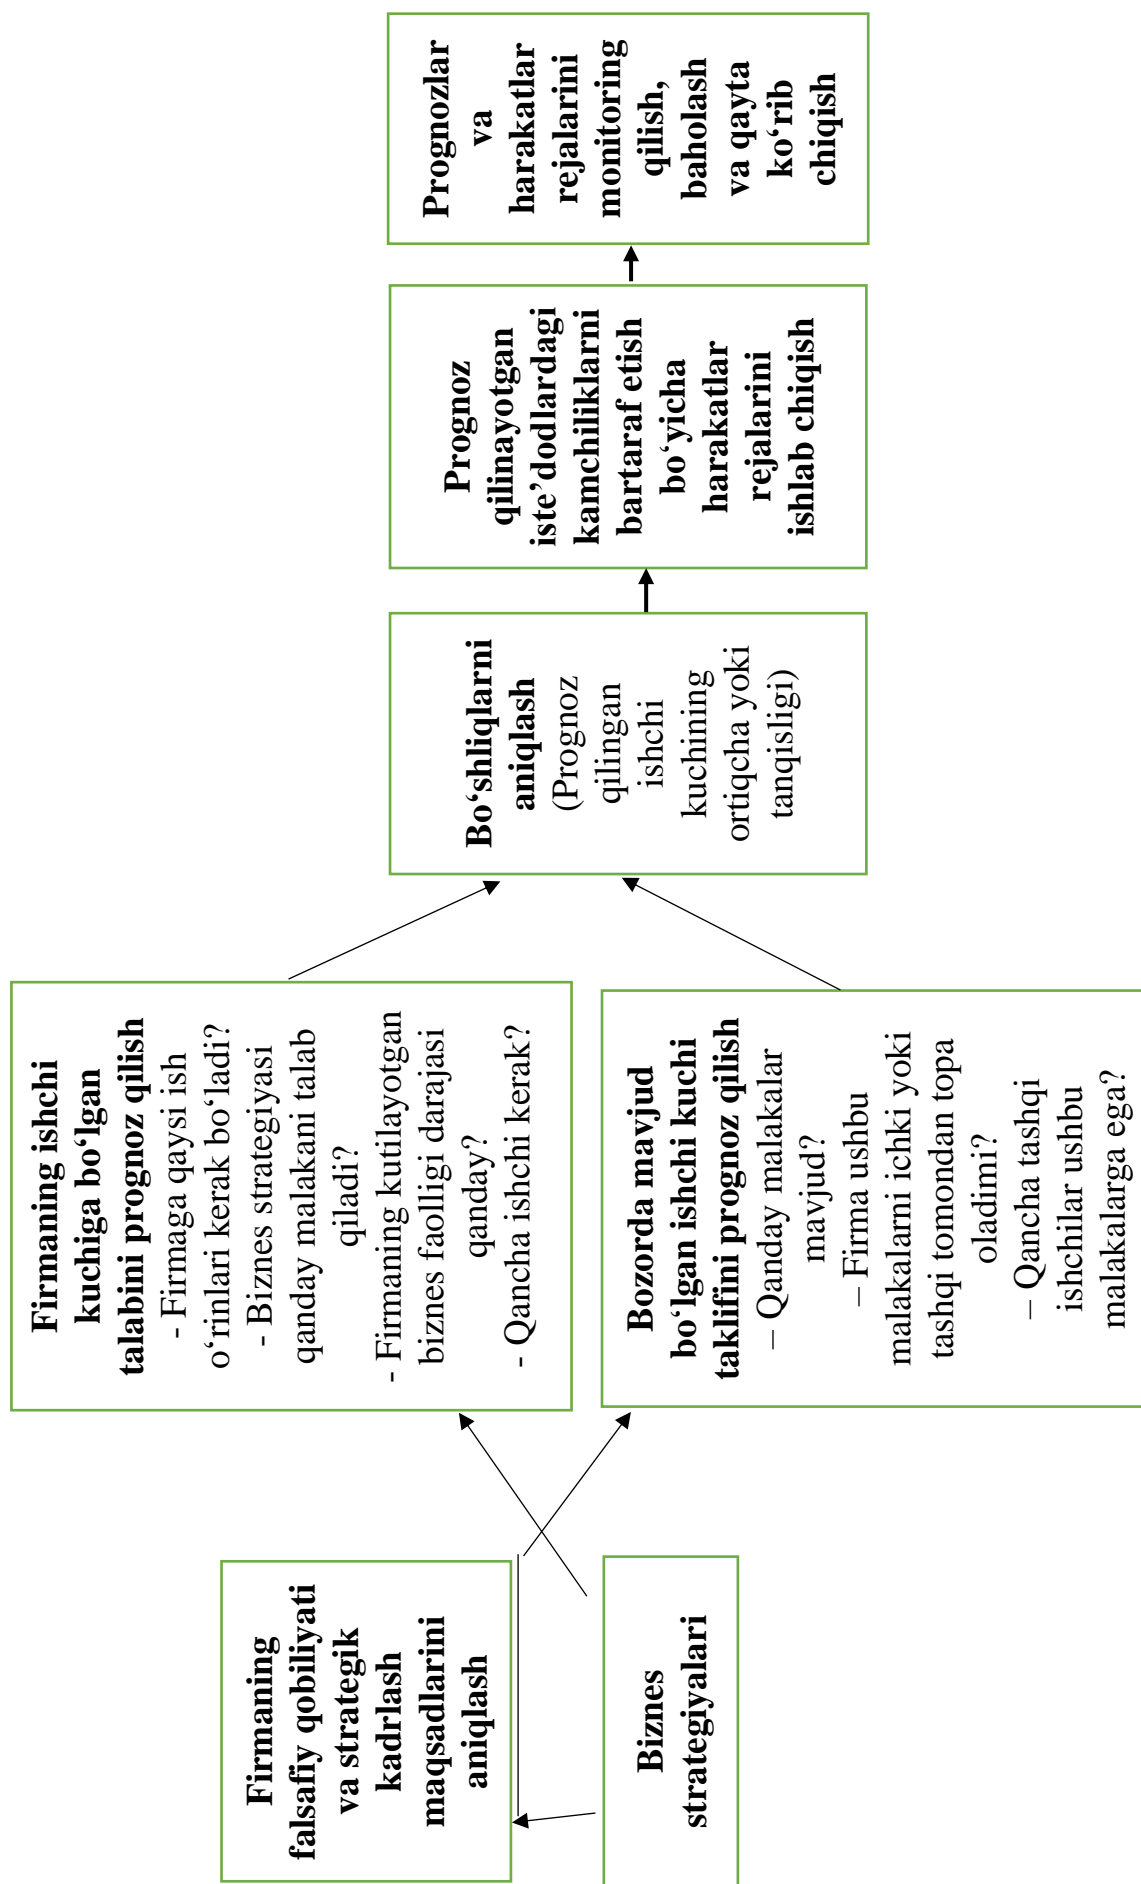 Firmaning
falsafiy qobiliyati
va strategik
kadrlash
maqsadlarini
aniqlash
Biznes
strategiyalari
Firmaning ishchi
kuchiga bo‘lgan
talabini prognoz qilish
- Firmaga qaysi ish
o‘rinlari kerak bo‘ladi?
- Biznes strategiyasi
qanday malakani talab
qiladi?
- Firmaning kutilayotgan
biznes faolligi darajasi
qanday?
- Qancha ishchi kerak?
Bozorda mavjud
bo‘lgan ishchi kuchi
taklifini prognoz qilish
– Qanday malakalar
mavjud?
– Firma ushbu
malakalarni ichki yoki
tashqi tomondan topa
oladimi?
– Qancha tashqi
ishchilar ushbu
malakalarga ega?
Bo‘shliqlarni
aniqlash
(Prognoz
qilingan
ishchi
kuchining
ortiqcha yoki
tanqisligi)
Prognoz
qilinayotgan
iste’dodlardagi
kamchiliklarni
bartaraf etish
bo‘yicha
harakatlar
rejalarini
ishlab chiqish
Prognozlar
va
harakatlar
rejalarini
monitoring
qilish,
baholash
va qayta
ko‘rib
chiqish